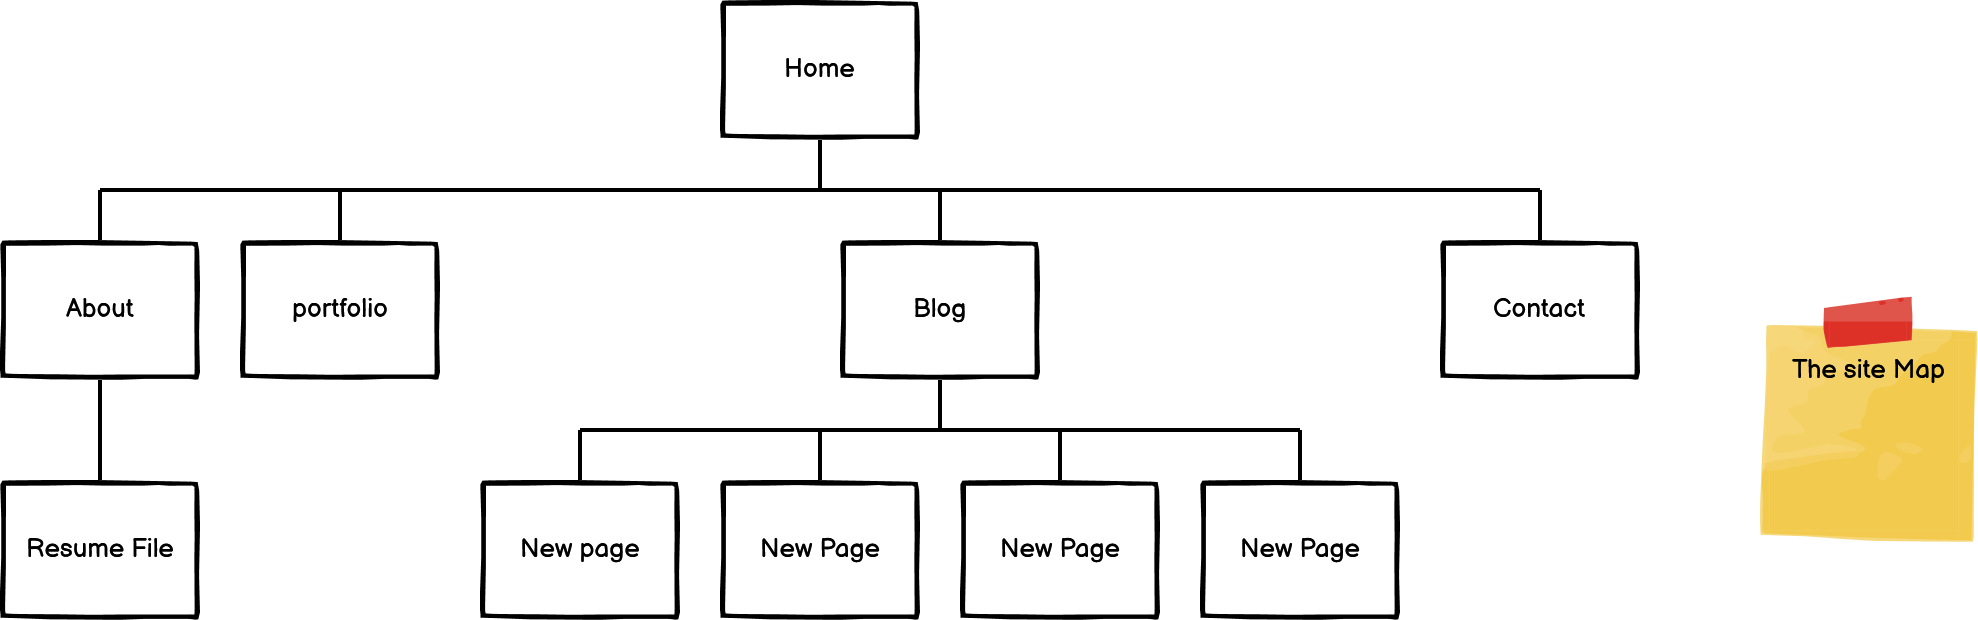 Home
About
portfolio
Blog
Contact
The site Map
Resume File
New page
New Page
New Page
New Page